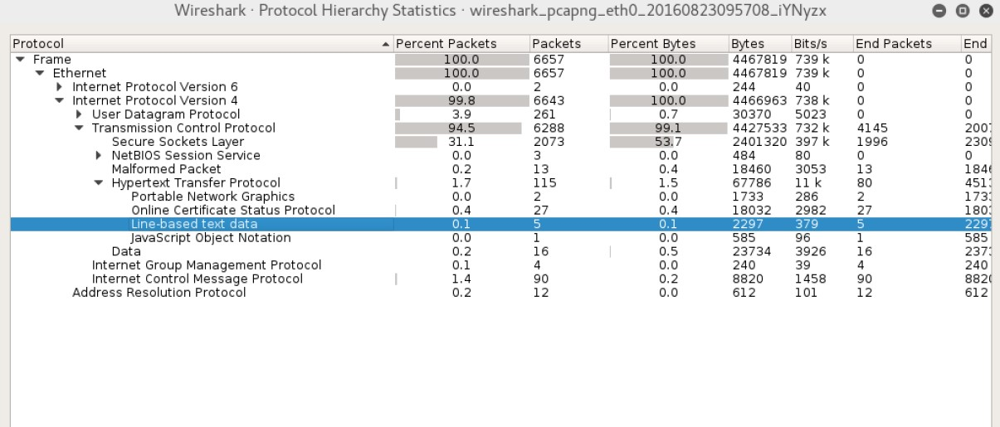 Wireshark · Protocol Hierarchy Statistics · wireshark_pcapng_eth0_20160823095708_iYNyzx
Protocol Percent Packets Packets Percent Bytes Bytes Bits/s End Packets End
Frame 100.0 6657 100.0 4467819 739 k 0 0
Ethernet 100.0 6657 100.0 4467819 739 k 0 0
Internet Protocol Version 6 0.0 2 0.0 244 40 0 0
Internet Protocol Version 4 99.8 6643 100.0 4466963 738 k 0 0
User Datagram Protocol 3.9 261 0.7 30370 5023 0 0
Transmission Control Protocol 94.5 6288 99.1 4427533 732 k 4145 2007
Secure Sockets Layer 31.1 2073 53.7 2401320 397 k 1996 2309
NetBIOS Session Service 0.0 3 0.0 484 80 0 0
Malformed Packet 0.2 13 0.4 18460 3053 13 1846
Hypertext Transfer Protocol 1.7 115 1.5 67786 11 k 80 4513
Portable Network Graphics 0.0 2 0.0 1733 286 2 1733
Online Certificate Status Protocol 0.4 27 0.4 18032 2982 27 1803
Line-based text data 0.1 5 0.1 2297 379 5 2297
JavaScript Object Notation 0.0 1 0.0 585 96 1 585
Data 0.2 16 0.5 23734 3926 16 2373
Internet Group Management Protocol 0.1 4 0.0 240 39 4 240
Internet Control Message Protocol 1.4 90 0.2 8820 1458 90 8820
Address Resolution Protocol 0.2 12 0.0 612 101 12 612